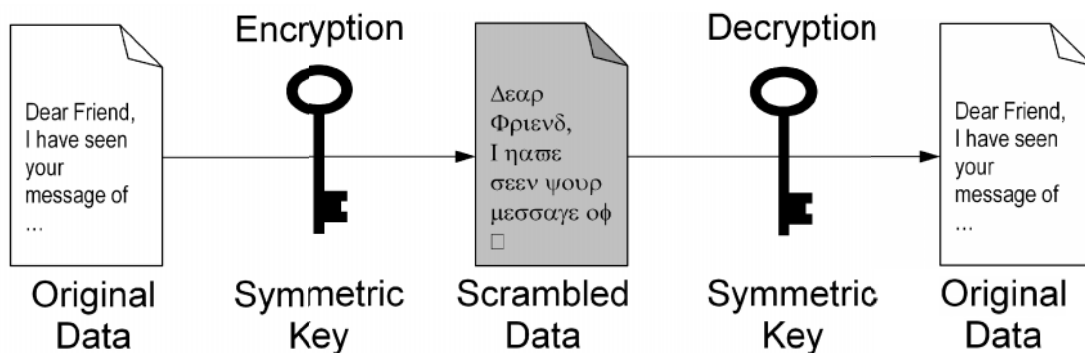 Encryption
Decryption
Dear Friend,
I have seen
your
message of
...
Δεαρ
Φριενδ,
Ι ηαϖε
σεεν ψουρ
μεσσαγε οφ
□
Dear Friend,
I have seen
your
message of
...
Original
Data
Symmetric
Key
Scrambled
Data
Symmetric
Key
Original
Data